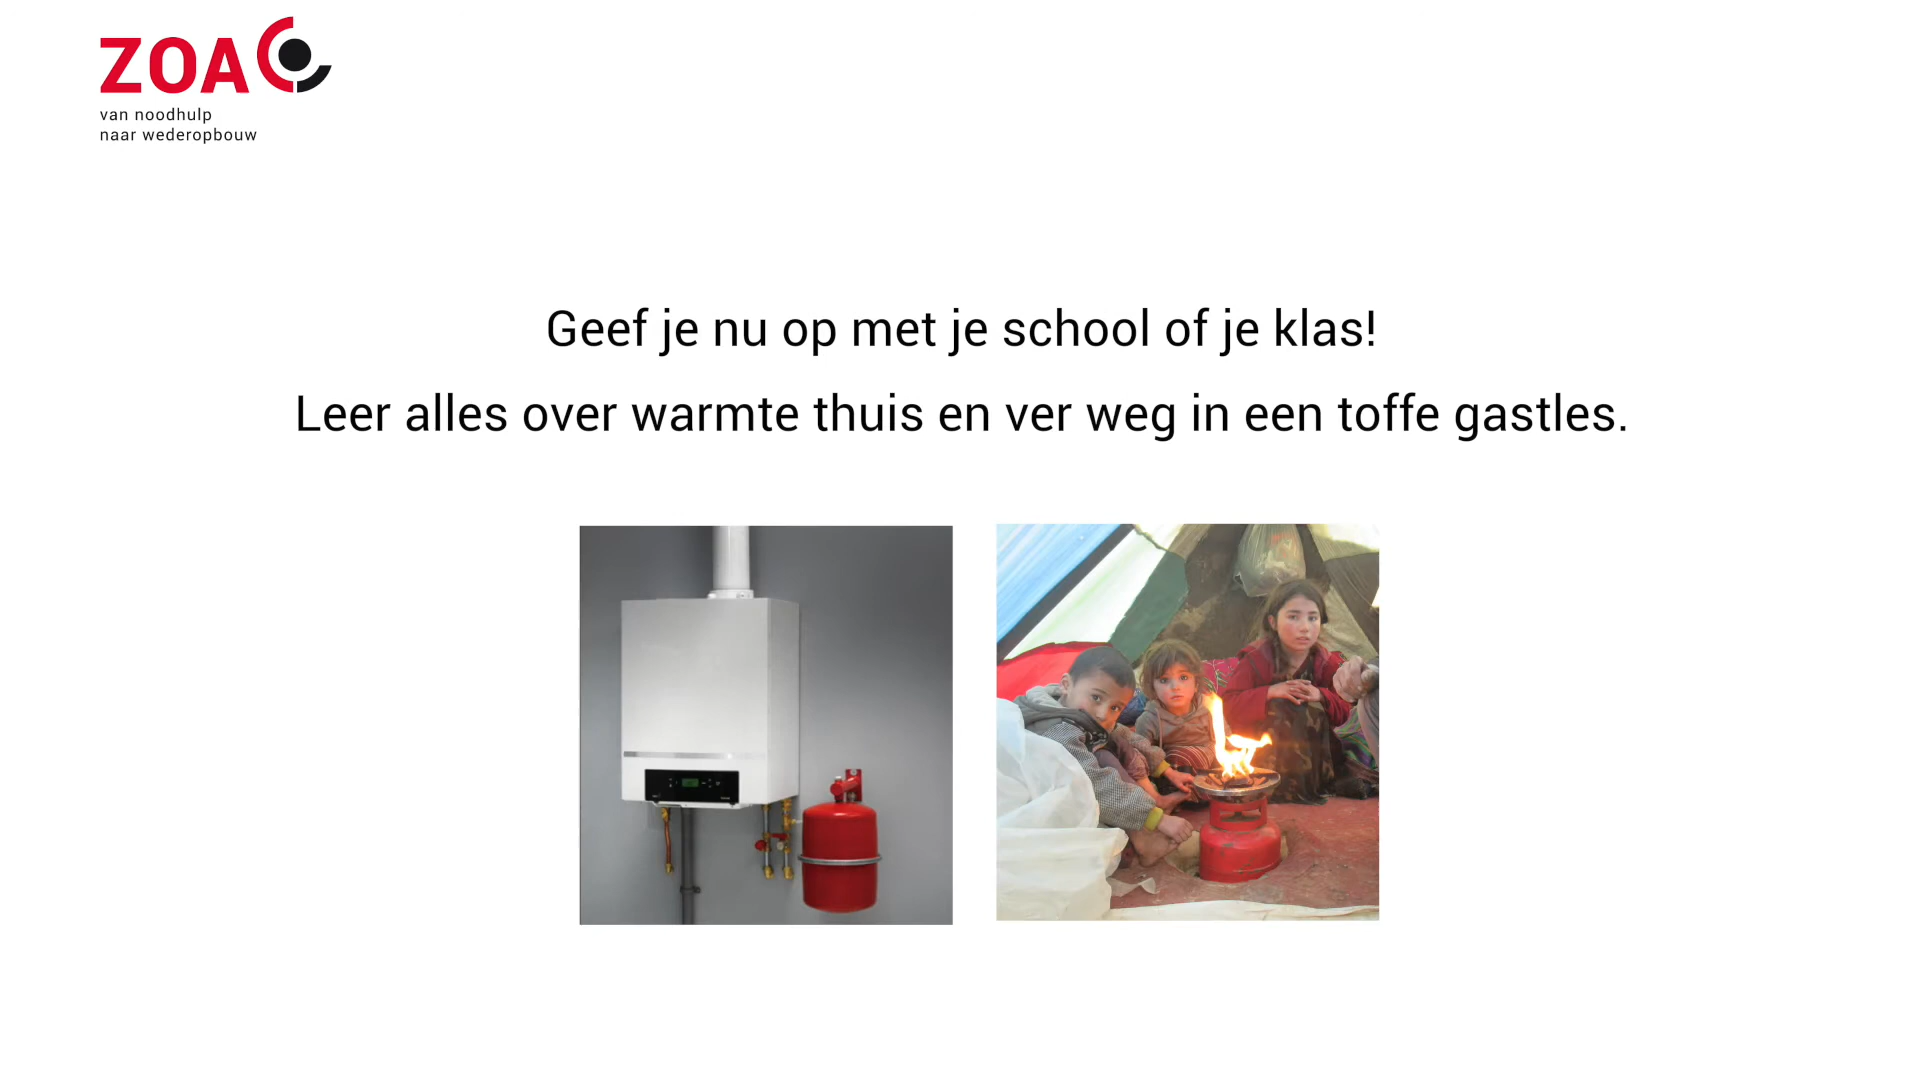 ZOA
van noodhulp
naar wederopbouw
Geef je nu op met je school of je klas!
Leer alles over warmte thuis en ver weg in een toffe gastles.